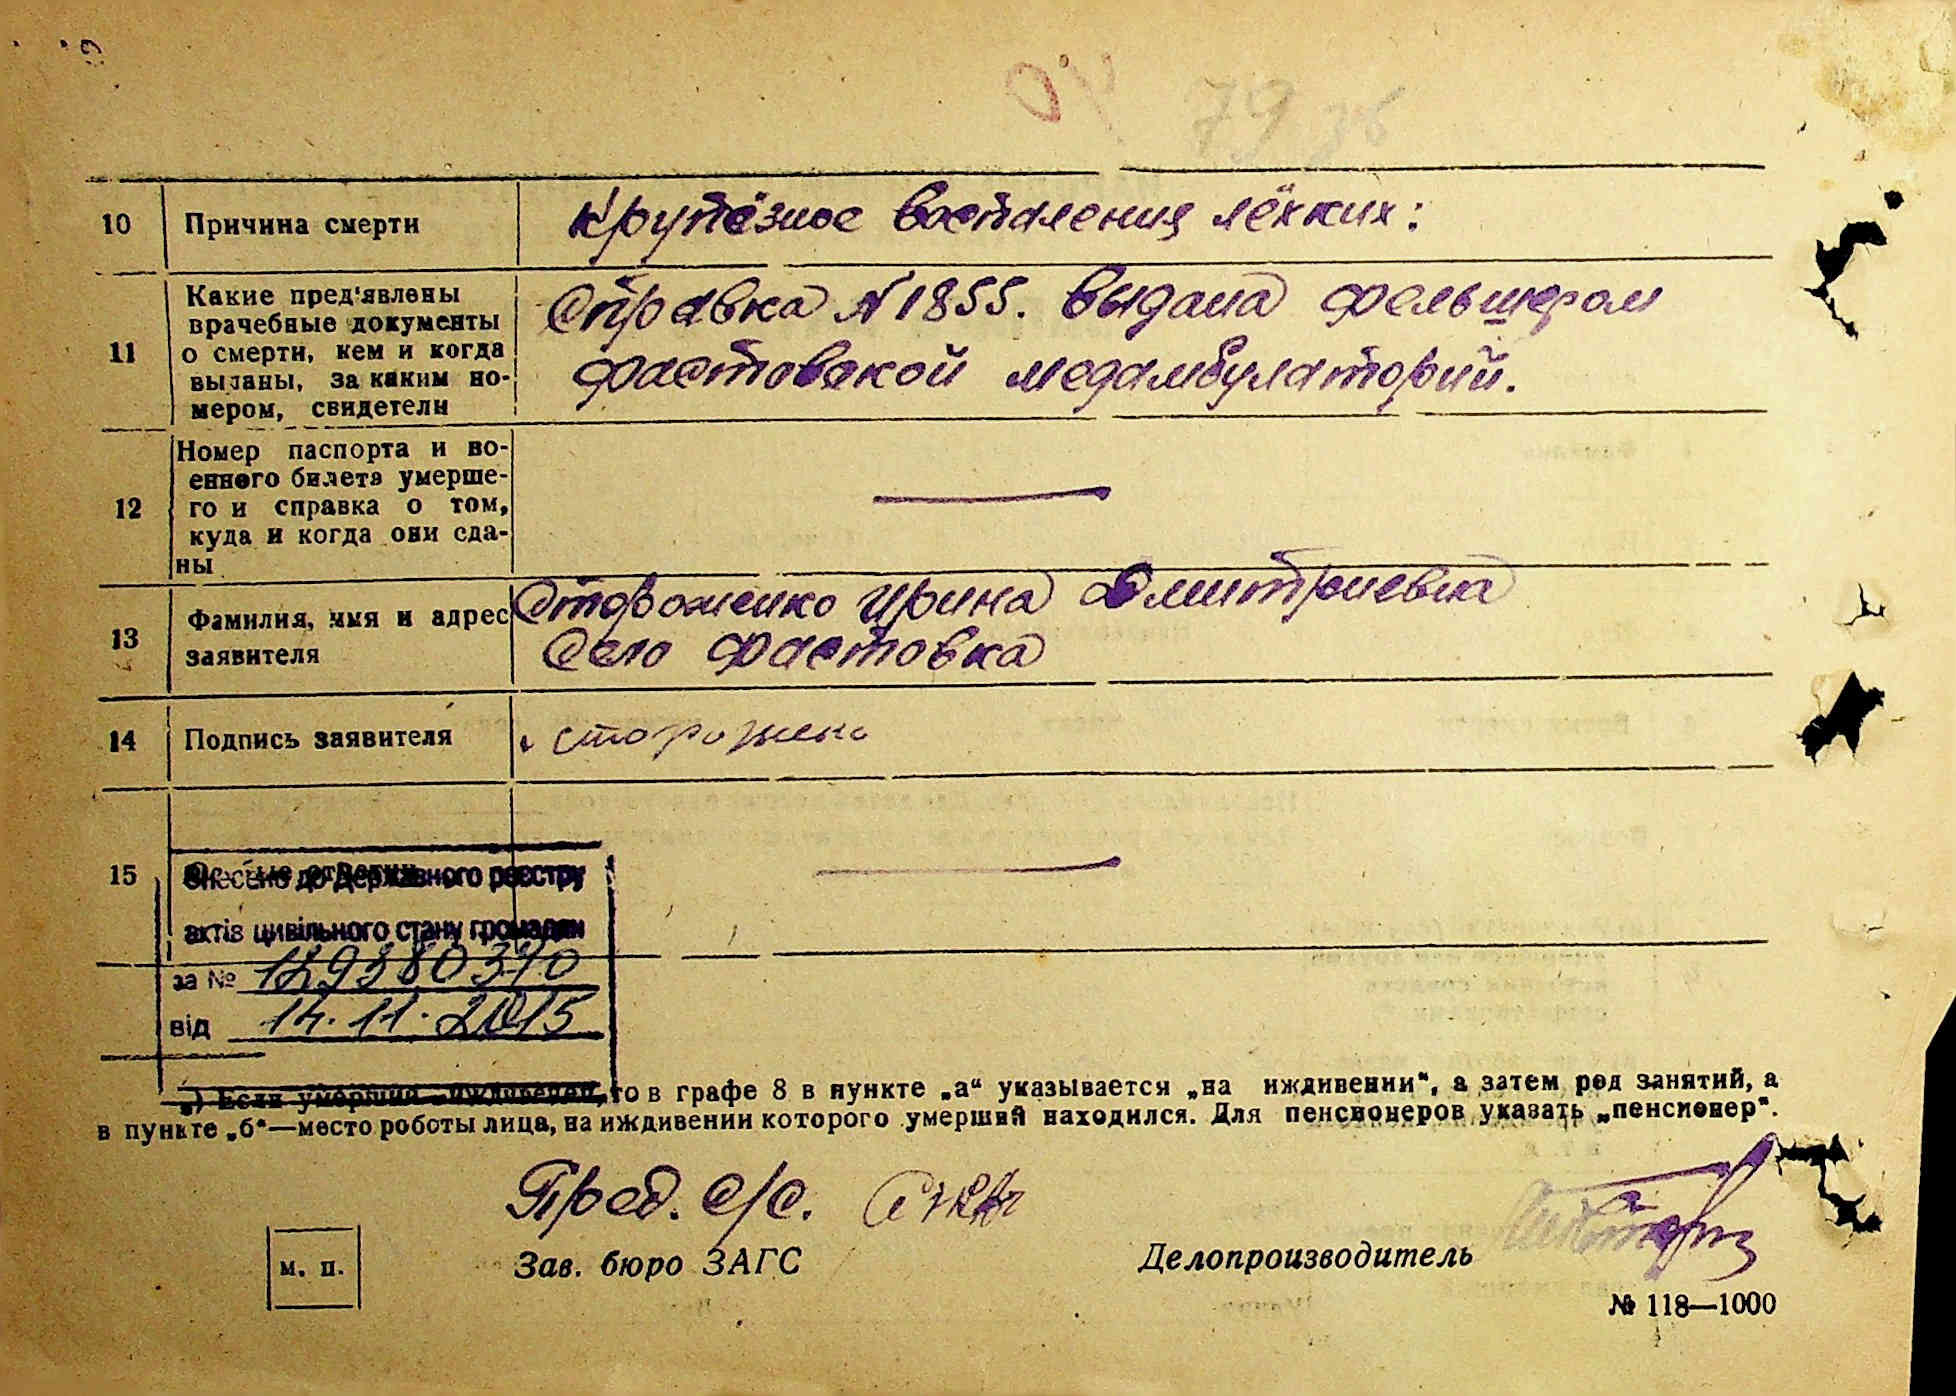 79
10 Причина смерти Крупёзное воспаления лёхких:
11 Какие пред'явлены
врачебные документы
о смерти, кем и когда
выданы, за каким но-
мером, свидетели
Справка N 1855. выдана фельшером
фастовской медамбулаторий.
12 Номер паспорта и во-
енного билета умерше-
го и справка о том,
куда и когда они сда-
ны
13 Фамилия, имя и адрес
заявителя
Стороженко Ирина Дмитриевна
Село Фастовка
14 Подпись заявителя стороженко
15
Внесено до Державного реєстру
актів цивільного стану громадян
за №
від 14.11.2015
*) Если умерший иждивенец, то в графе 8 в пункте „а“ указывается „на иждивении“, а затем род занятий, а
в пункте „б“—место роботы лица, на иждивении которого умерший находился. Для пенсионеров указать „пенсионер“.
Пред. с/с.
м. п. Зав. бюро ЗАГС Делопроизводитель
№ 118—1000